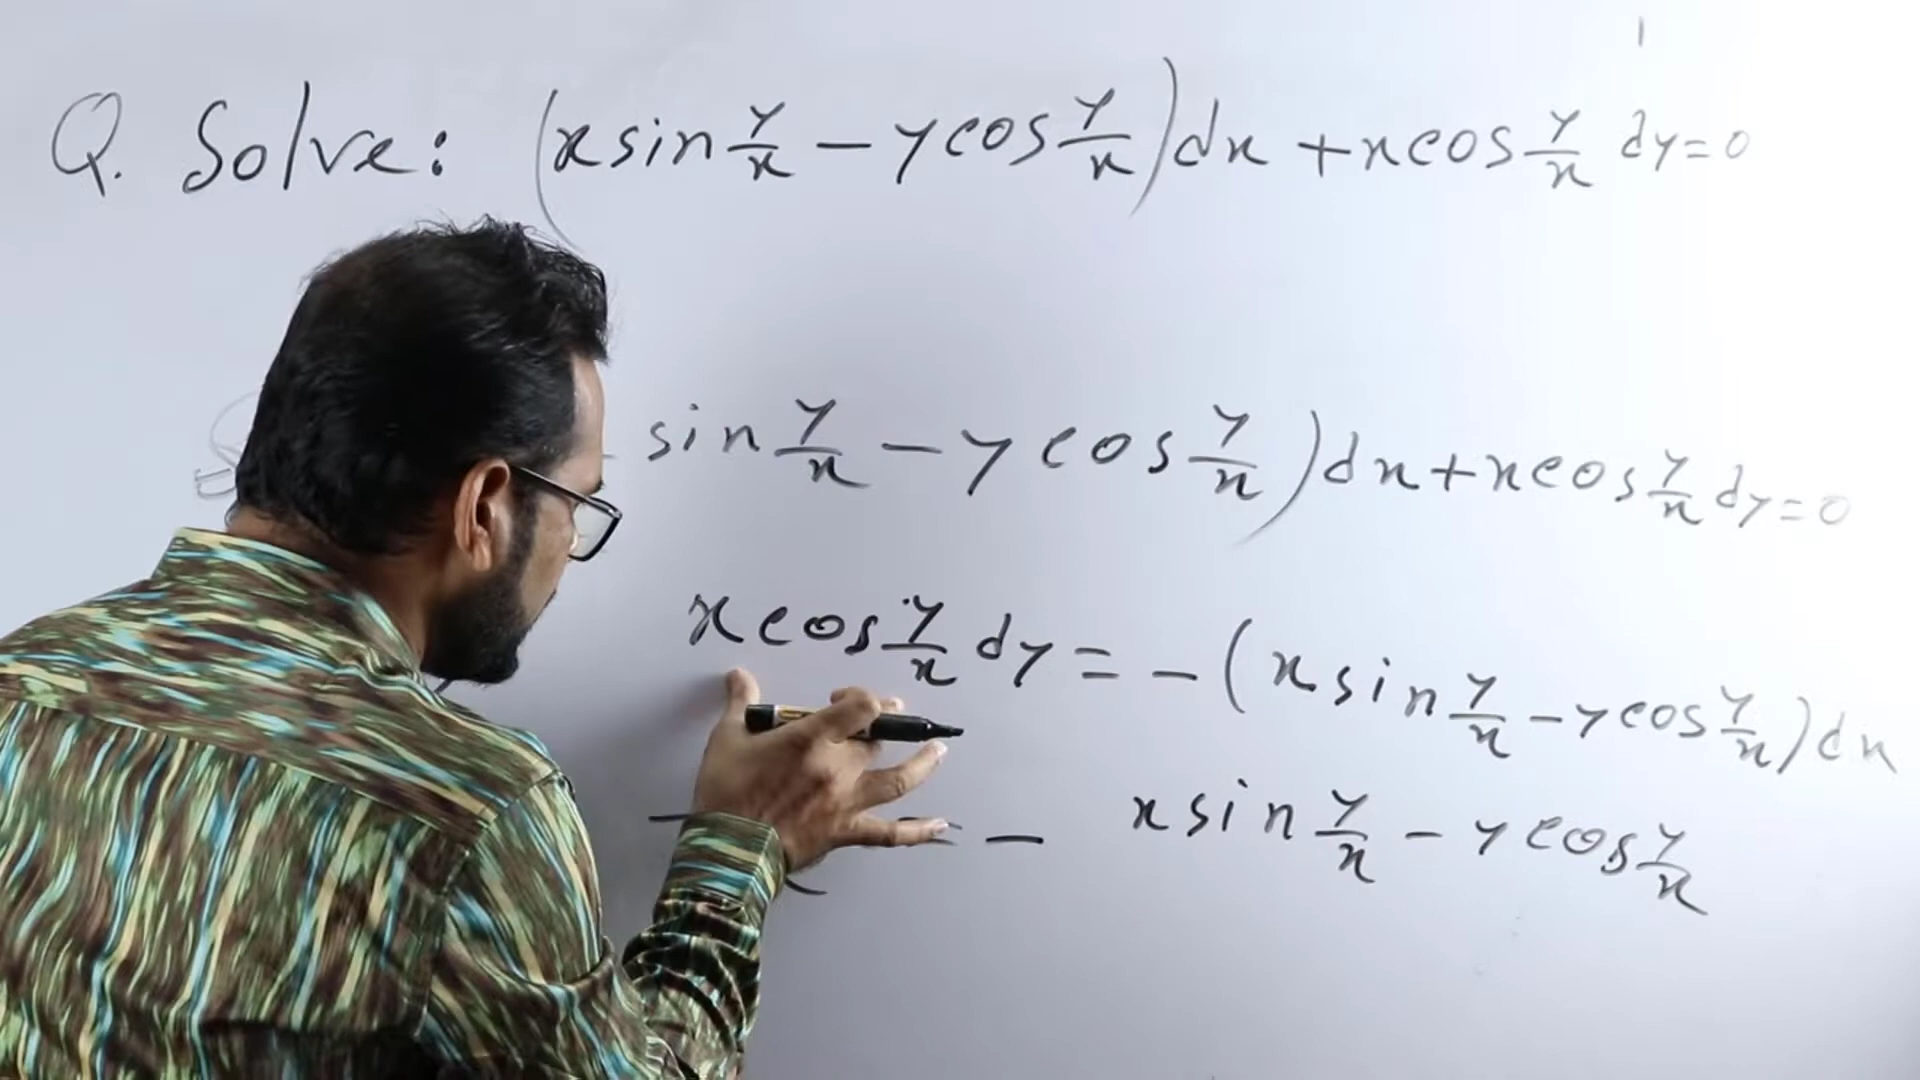 Q. Solve: (x sin y/x − y cos y/x) dx + x cos y/x dy = 0
sin y/x − y cos y/x) dx + x cos y/x dy = 0
x cos y/x dy = − (x sin y/x − y cos y/x) dx
= − x sin y/x − y cos y/x